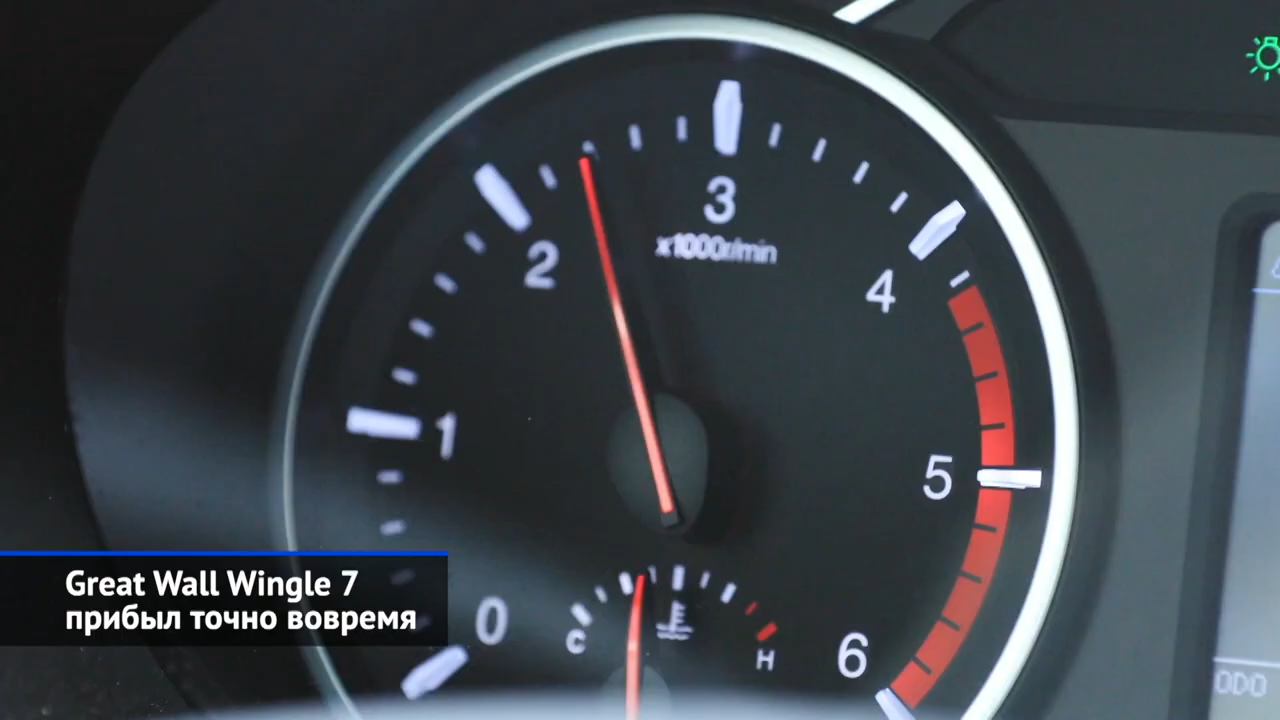 3
x1000r/min
2
4
1
5
0
C
H
6
ODO
Great Wall Wingle 7
прибыл точно вовремя